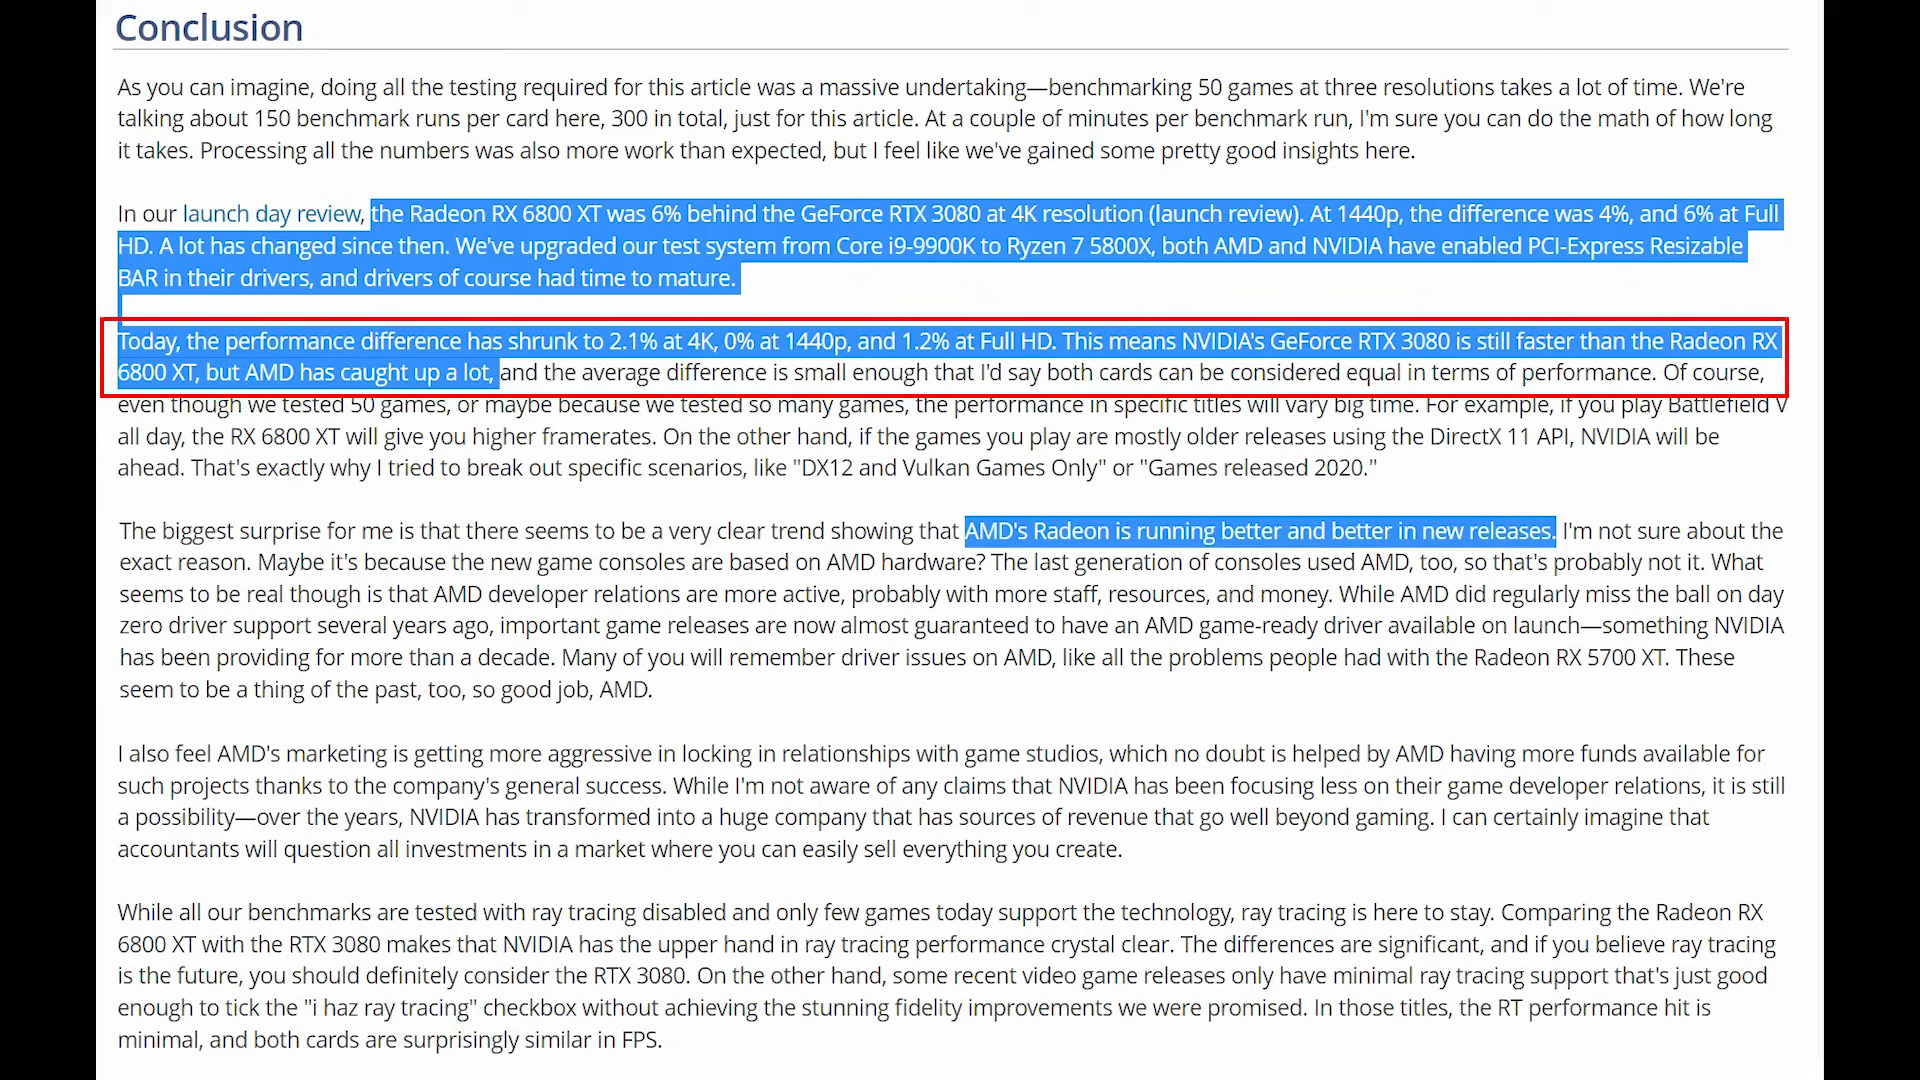 Conclusion
As you can imagine, doing all the testing required for this article was a massive undertaking—benchmarking 50 games at three resolutions takes a lot of time. We're
talking about 150 benchmark runs per card here, 300 in total, just for this article. At a couple of minutes per benchmark run, I'm sure you can do the math of how long
it takes. Processing all the numbers was also more work than expected, but I feel like we've gained some pretty good insights here.
In our launch day review, the Radeon RX 6800 XT was 6% behind the GeForce RTX 3080 at 4K resolution (launch review). At 1440p, the difference was 4%, and 6% at Full
HD. A lot has changed since then. We've upgraded our test system from Core i9-9900K to Ryzen 7 5800X, both AMD and NVIDIA have enabled PCI-Express Resizable
BAR in their drivers, and drivers of course had time to mature.
Today, the performance difference has shrunk to 2.1% at 4K, 0% at 1440p, and 1.2% at Full HD. This means NVIDIA's GeForce RTX 3080 is still faster than the Radeon RX
6800 XT, but AMD has caught up a lot, and the average difference is small enough that I'd say both cards can be considered equal in terms of performance. Of course,
even though we tested 50 games, or maybe because we tested so many games, the performance in specific titles will vary big time. For example, if you play Battlefield V
all day, the RX 6800 XT will give you higher framerates. On the other hand, if the games you play are mostly older releases using the DirectX 11 API, NVIDIA will be
ahead. That's exactly why I tried to break out specific scenarios, like "DX12 and Vulkan Games Only" or "Games released 2020."
The biggest surprise for me is that there seems to be a very clear trend showing that AMD's Radeon is running better and better in new releases. I'm not sure about the
exact reason. Maybe it's because the new game consoles are based on AMD hardware? The last generation of consoles used AMD, too, so that's probably not it. What
seems to be real though is that AMD developer relations are more active, probably with more staff, resources, and money. While AMD did regularly miss the ball on day
zero driver support several years ago, important game releases are now almost guaranteed to have an AMD game-ready driver available on launch—something NVIDIA
has been providing for more than a decade. Many of you will remember driver issues on AMD, like all the problems people had with the Radeon RX 5700 XT. These
seem to be a thing of the past, too, so good job, AMD.
I also feel AMD's marketing is getting more aggressive in locking in relationships with game studios, which no doubt is helped by AMD having more funds available for
such projects thanks to the company's general success. While I'm not aware of any claims that NVIDIA has been focusing less on their game developer relations, it is still
a possibility—over the years, NVIDIA has transformed into a huge company that has sources of revenue that go well beyond gaming. I can certainly imagine that
accountants will question all investments in a market where you can easily sell everything you create.
While all our benchmarks are tested with ray tracing disabled and only few games today support the technology, ray tracing is here to stay. Comparing the Radeon RX
6800 XT with the RTX 3080 makes that NVIDIA has the upper hand in ray tracing performance crystal clear. The differences are significant, and if you believe ray tracing
is the future, you should definitely consider the RTX 3080. On the other hand, some recent video game releases only have minimal ray tracing support that's just good
enough to tick the "i haz ray tracing" checkbox without achieving the stunning fidelity improvements we were promised. In those titles, the RT performance hit is
minimal, and both cards are surprisingly similar in FPS.